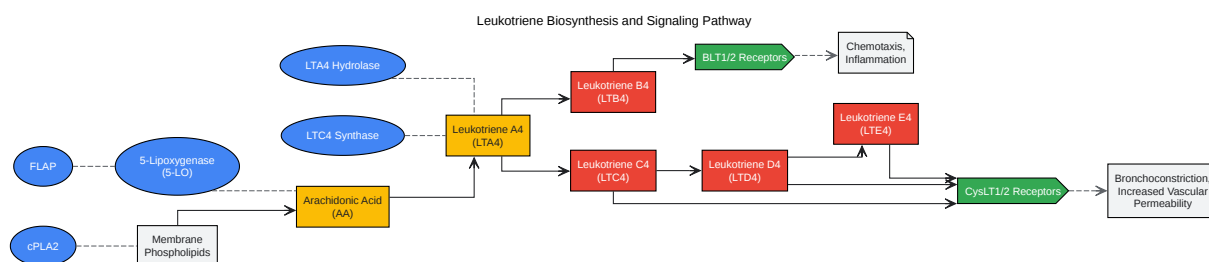 Leukotriene Biosynthesis and Signaling Pathway
LTA4 Hydrolase
BLT1/2 Receptors
Chemotaxis,
Inflammation
Leukotriene B4
(LTB4)
LTC4 Synthase
Leukotriene A4
(LTA4)
Leukotriene E4
(LTE4)
FLAP
5-Lipoxygenase
(5-LO)
Leukotriene C4
(LTC4)
Leukotriene D4
(LTD4)
CysLT1/2 Receptors
Bronchoconstriction,
Increased Vascular
Permeability
Arachidonic Acid
(AA)
cPLA2
Membrane
Phospholipids